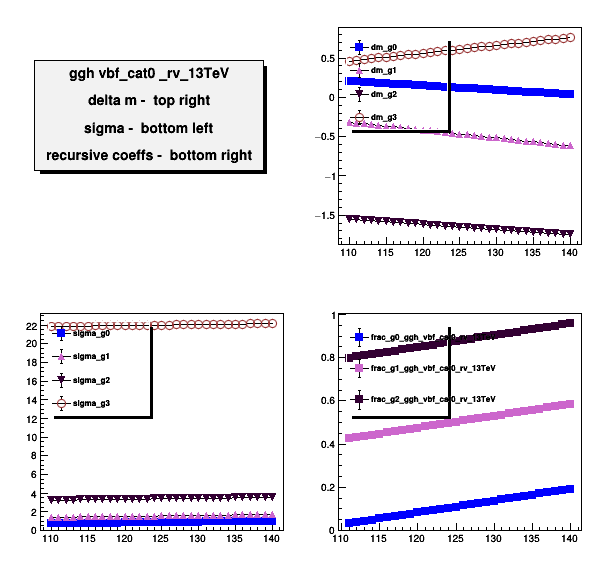 ggh vbf_cat0 _rv_13TeV
delta m - top right
sigma - bottom left
recursive coeffs - bottom right
0.5
0
−0.5
−1
−1.5
110 115 120 125 130 135 140
dm_g0
dm_g1
dm_g2
dm_g3
22
20
18
16
14
12
10
8
6
4
2
0
110 115 120 125 130 135 140
sigma_g0
sigma_g1
sigma_g2
sigma_g3
1
0.8
0.6
0.4
0.2
0
110 115 120 125 130 135 140
frac_g0_ggh_vbf_cat0_rv_13TeV
frac_g1_ggh_vbf_cat0_rv_13TeV
frac_g2_ggh_vbf_cat0_rv_13TeV